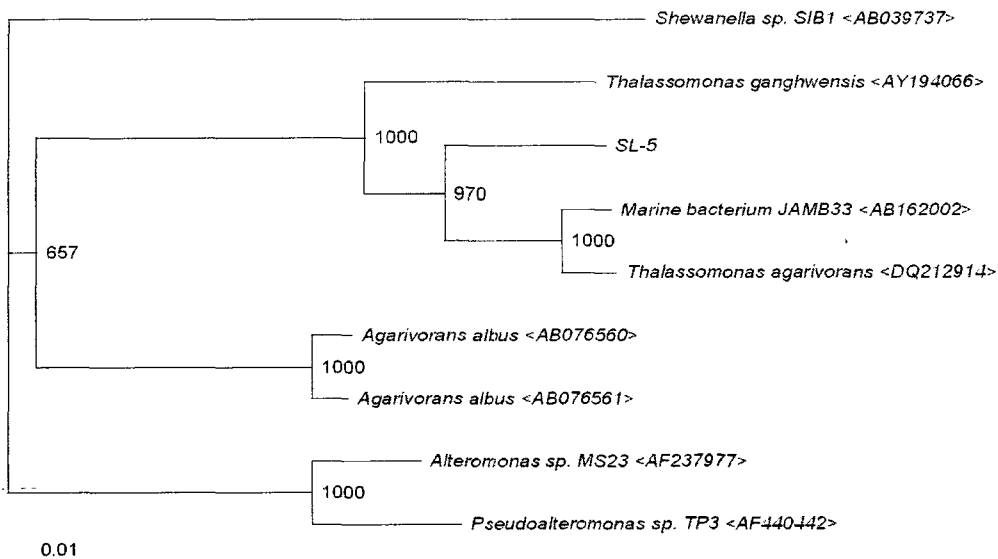 Shewanella sp. SIB1 <AB039737>
Thalassomonas ganghwensis <AY194066>
1000
SL-5
970
Marine bacterium JAMB33 <AB162002>
1000
Thalassomonas agarivorans <DQ212914>
657
Agarivorans albus <AB076560>
1000
Agarivorans albus <AB076561>
Alteromonas sp. MS23 <AF237977>
1000
Pseudoalteromonas sp. TP3 <AF440442>
0.01